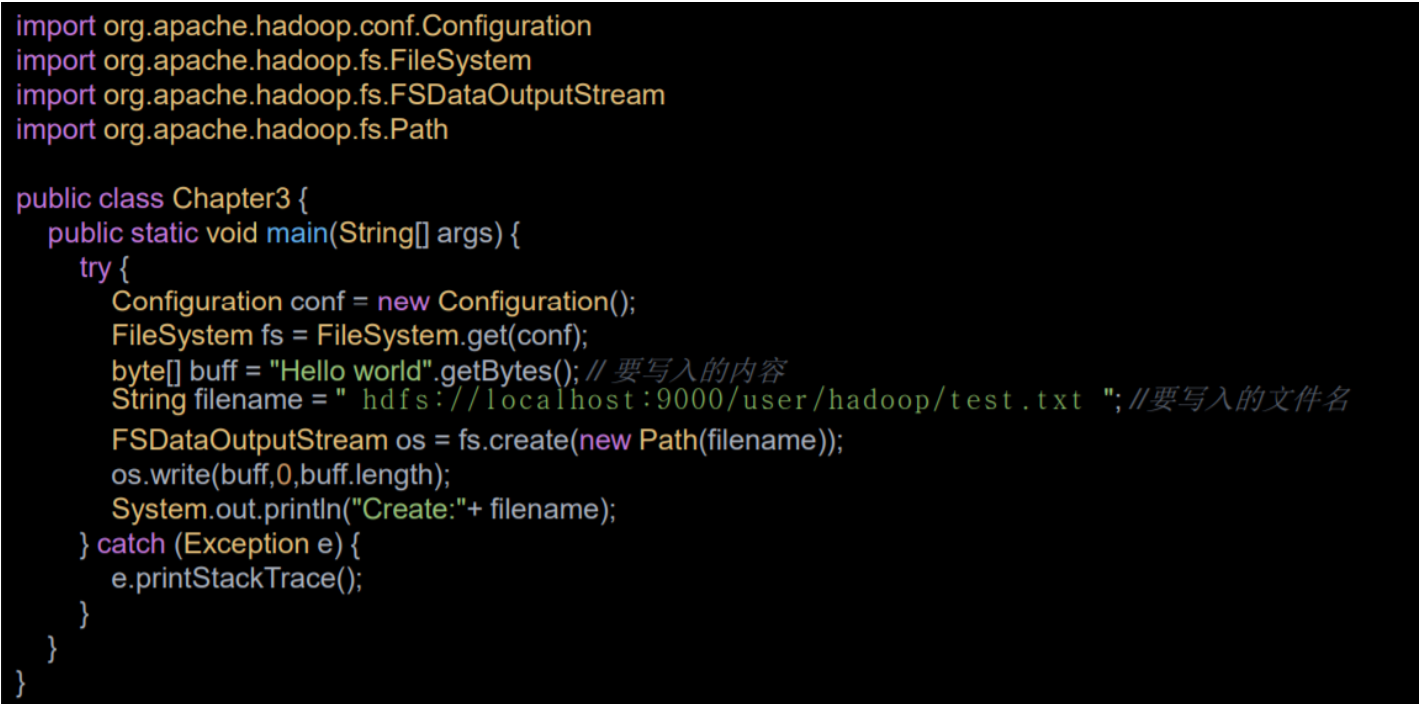 import org.apache.hadoop.conf.Configuration
import org.apache.hadoop.fs.FileSystem
import org.apache.hadoop.fs.FSDataOutputStream
import org.apache.hadoop.fs.Path

public class Chapter3 {
    public static void main(String[] args) {
        try {
            Configuration conf = new Configuration();
            FileSystem fs = FileSystem.get(conf);
            byte[] buff = "Hello world".getBytes(); // 要写入的内容
            String filename = " hdfs://localhost:9000/user/hadoop/test.txt "; //要写入的文件名
            FSDataOutputStream os = fs.create(new Path(filename));
            os.write(buff,0,buff.length);
            System.out.println("Create:"+ filename);
        } catch (Exception e) {
            e.printStackTrace();
        }
    }
}